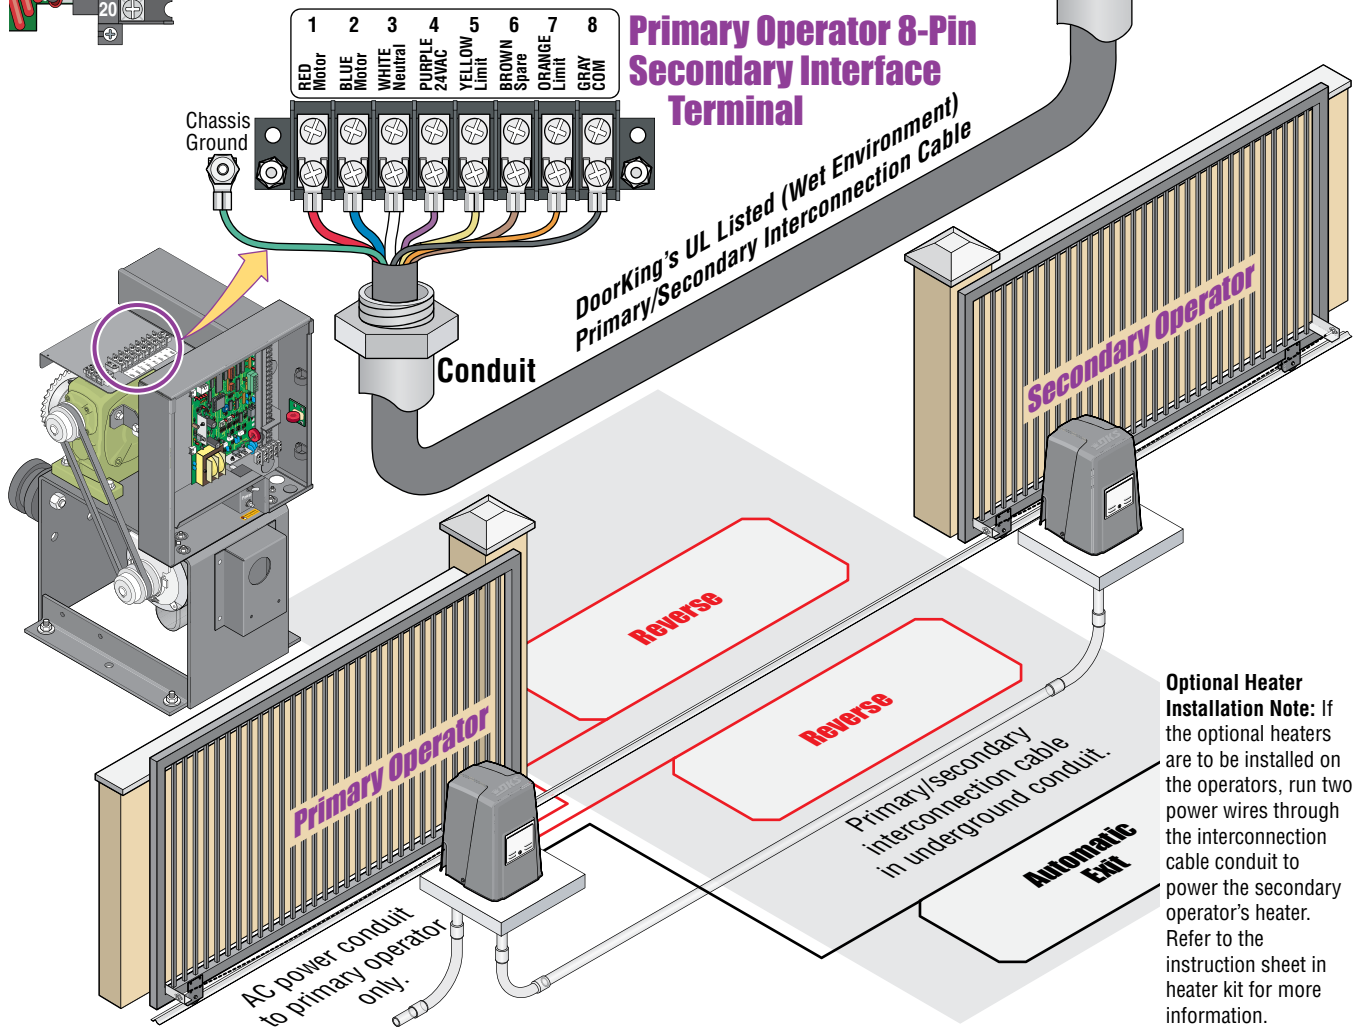 20
1 2 3 4 5 6 7 8
RED Motor
BLUE Motor
WHITE Neutral
PURPLE 24VAC
YELLOW Limit
BROWN Spare
ORANGE Limit
GRAY COM
Primary Operator 8-Pin
Secondary Interface
Terminal
Chassis
Ground
DoorKing's UL Listed (Wet Environment)
Primary/Secondary Interconnection Cable
Conduit
Secondary Operator
DKS
Reverse
Reverse
Primary Operator
DKS
Primary/secondary
interconnection cable
in underground conduit.
Automatic
Exit
AC power conduit
to primary operator
only.
Optional Heater
Installation Note: If
the optional heaters
are to be installed on
the operators, run two
power wires through
the interconnection
cable conduit to
power the secondary
operator's heater.
Refer to the
instruction sheet in
heater kit for more
information.